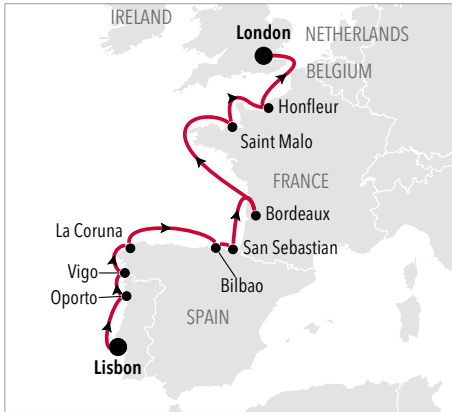 IRELAND
London
NETHERLANDS
BELGIUM
Honfleur
Saint Malo
FRANCE
Bordeaux
La Coruna
San Sebastian
Vigo
Bilbao
Oporto
SPAIN
Lisbon